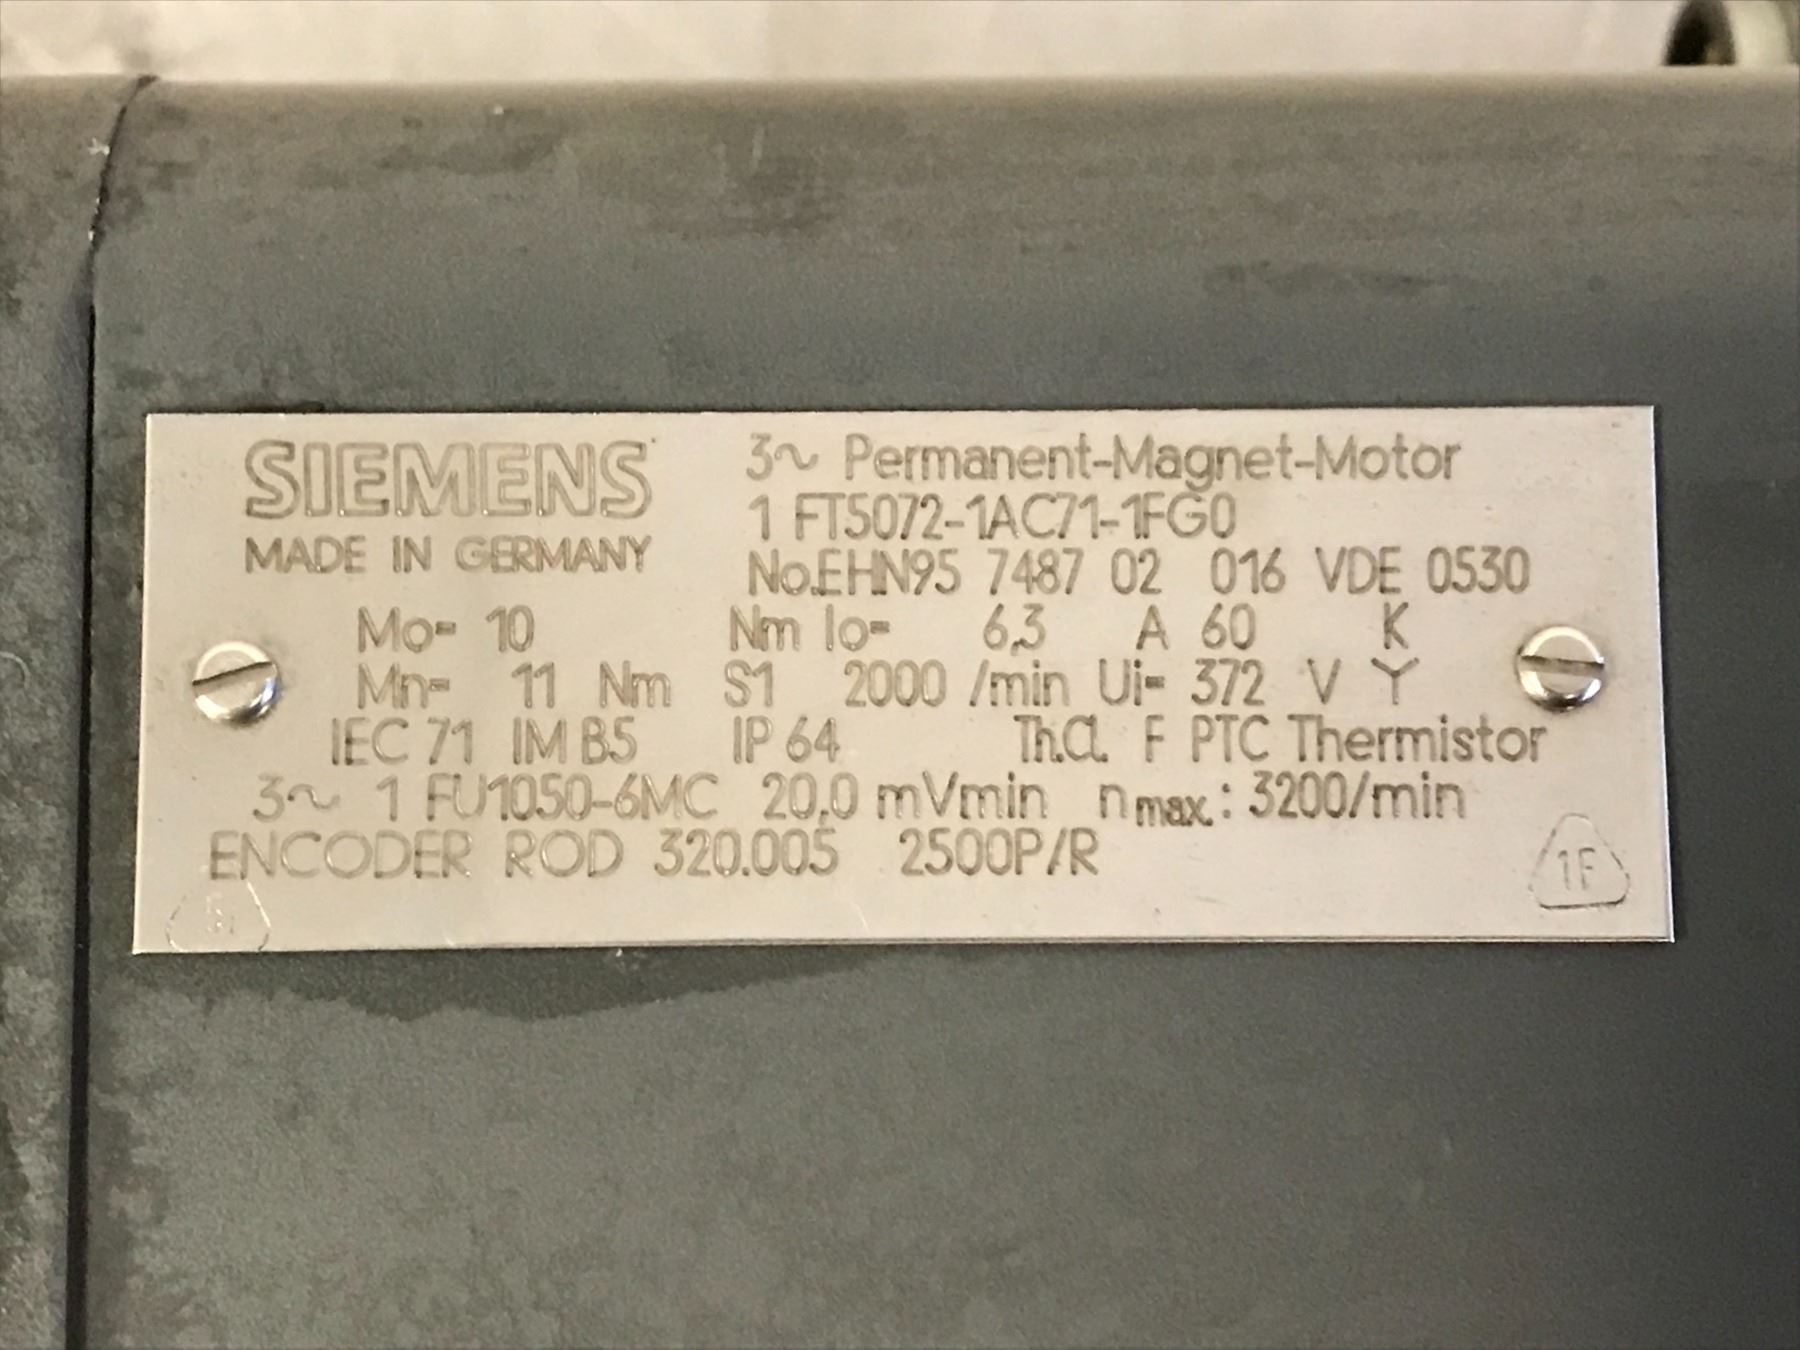 SIEMENS
MADE IN GERMANY
3~ Permanent-Magnet-Motor
1 FT5072-1AC71-1FG0
No.EHN95 7487 02 016 VDE 0530
Mo= 10 Nm Io= 6,3 A 60 K
Mn= 11 Nm S1 2000 /min Ui= 372 V Y
IEC 71 IM B5 IP 64 Th.Cl. F PTC Thermistor
3~ 1 FU1050-6MC 20,0 mVmin nmax.: 3200/min
ENCODER ROD 320.005 2500P/R
1F